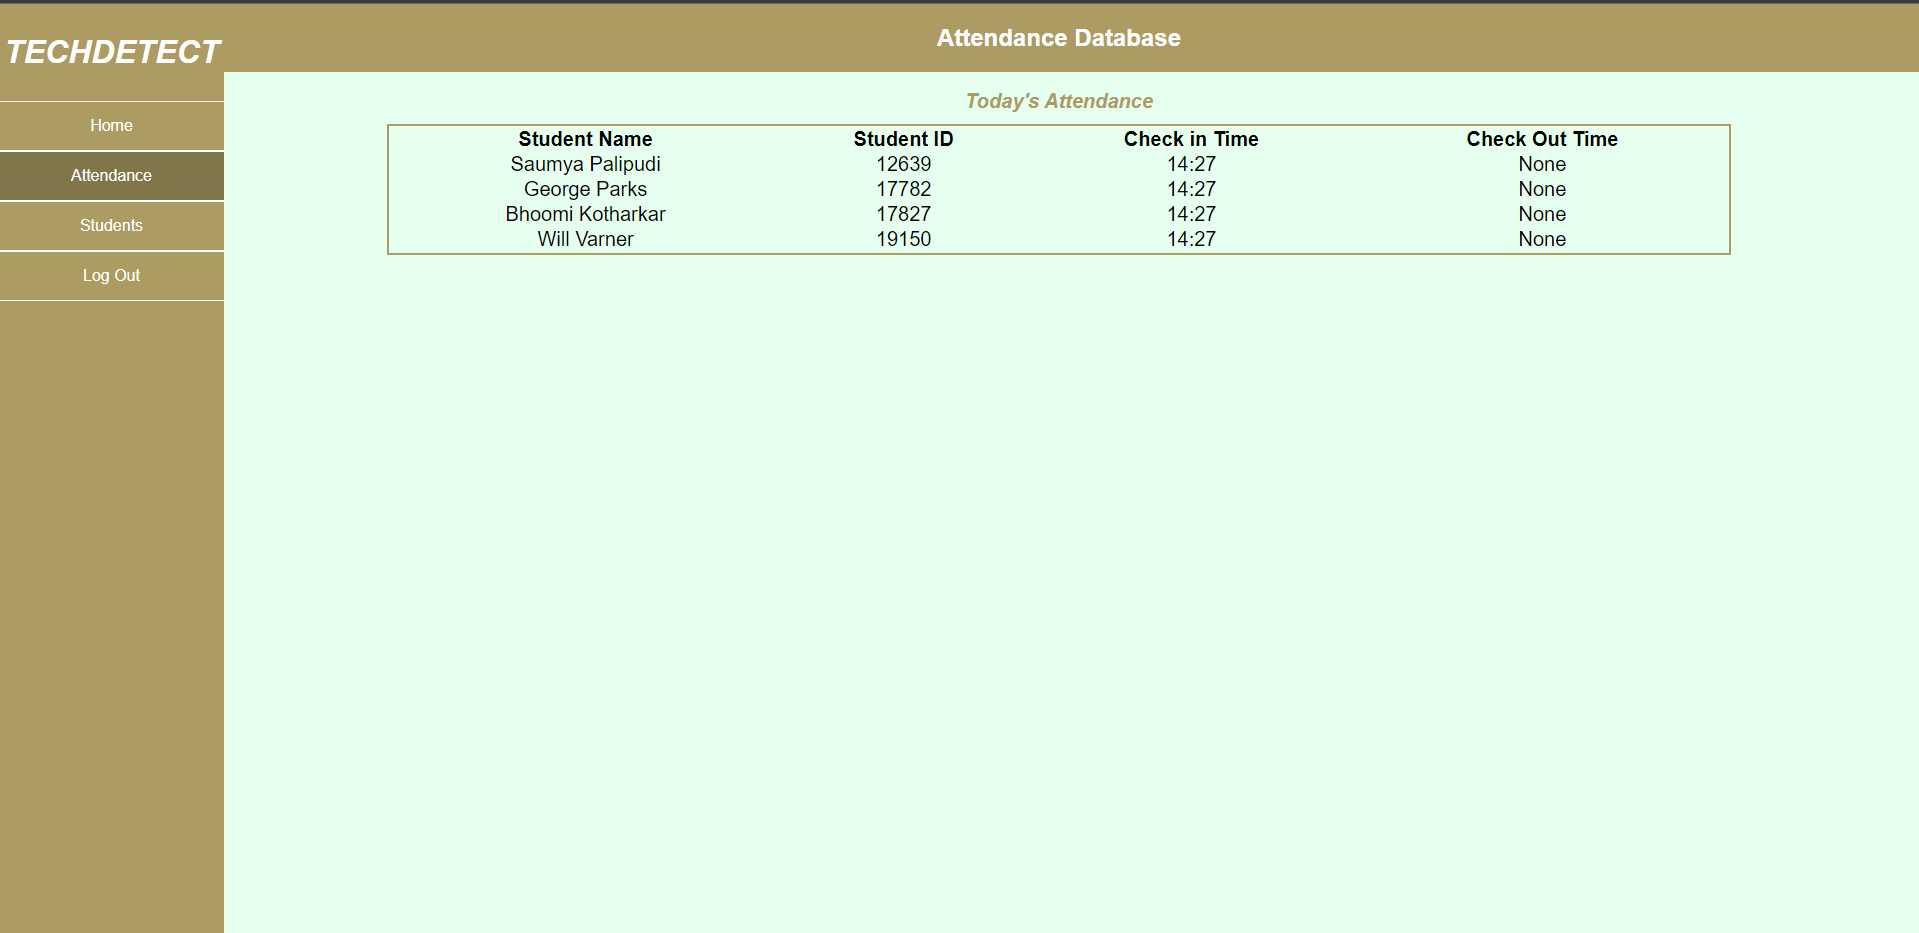 TECHDETECT
Home
Attendance
Students
Log Out
Attendance Database
Today's Attendance
Student Name Student ID Check in Time Check Out Time
Saumya Palipudi 12639 14:27 None
George Parks 17782 14:27 None
Bhoomi Kotharkar 17827 14:27 None
Will Varner 19150 14:27 None